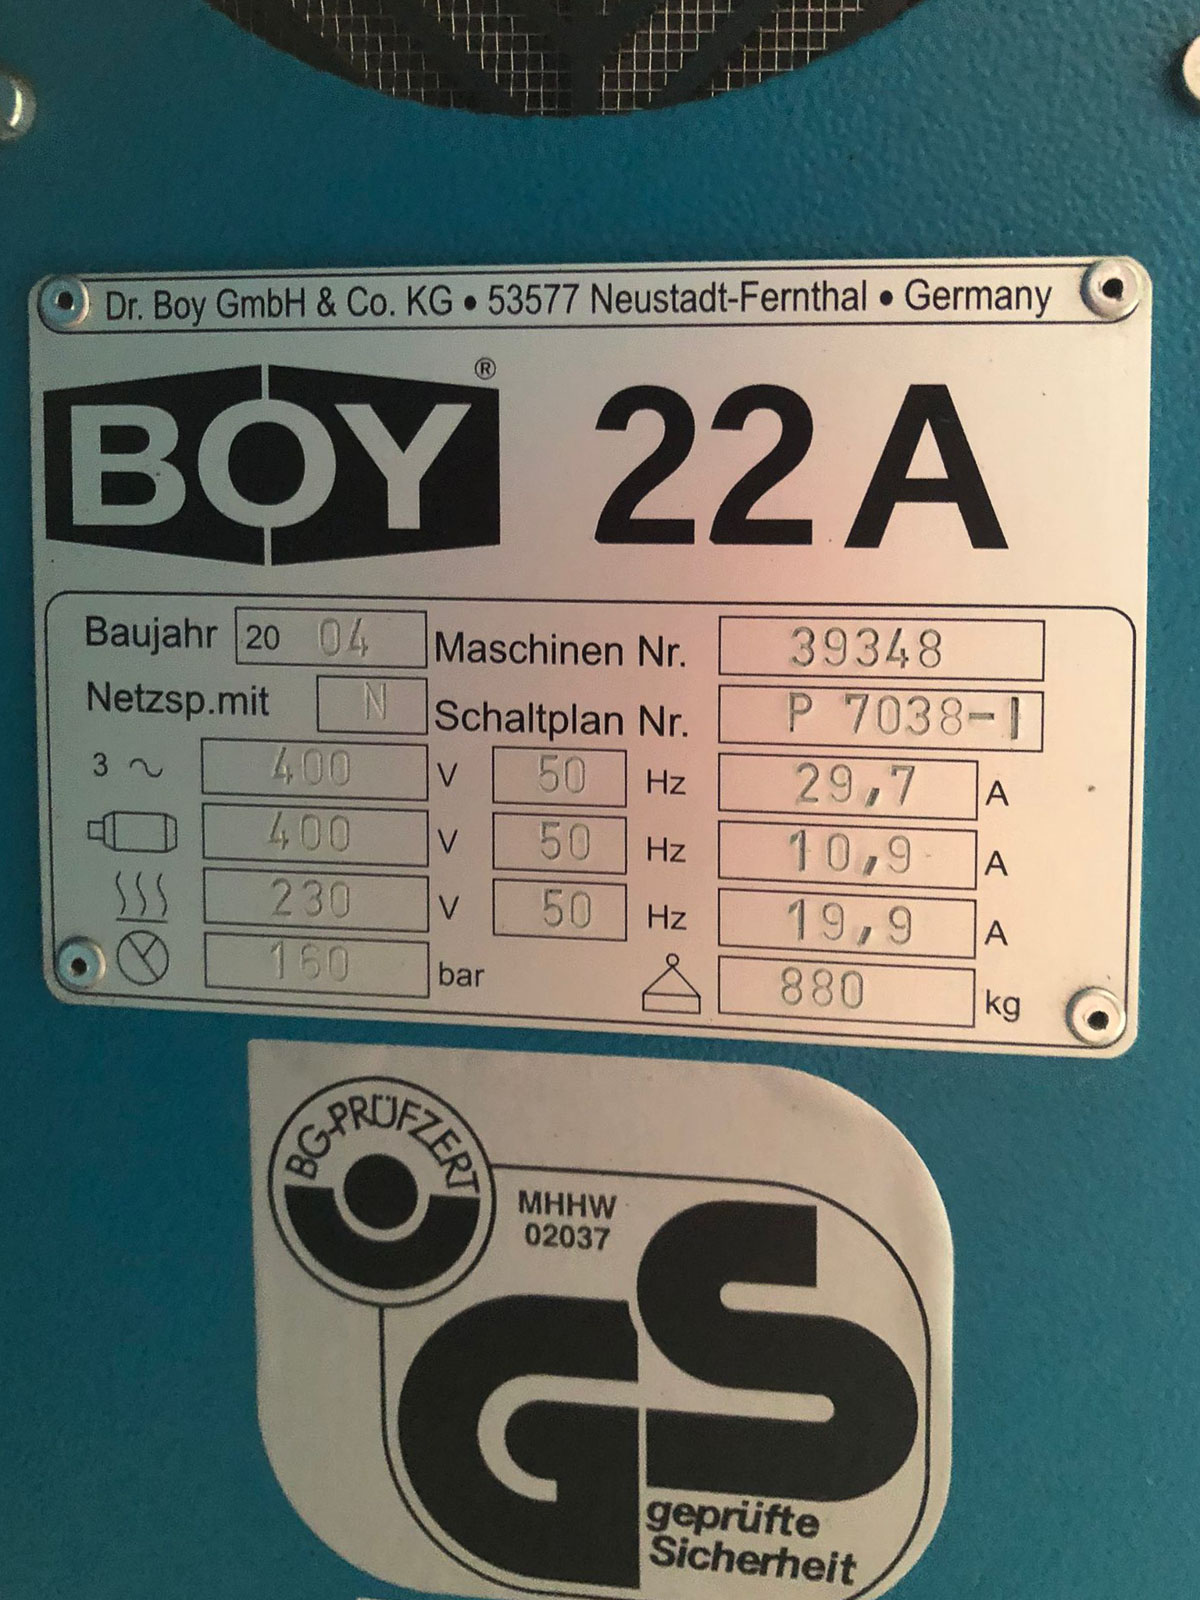 Dr. Boy GmbH & Co. KG • 53577 Neustadt-Fernthal • Germany
BOY® 22 A
Baujahr 20 04 Maschinen Nr. 39348
Netzsp.mit N Schaltplan Nr. P 7038-1
3 ~ 400 V 50 Hz 29,7 A
400 V 50 Hz 10,9 A
230 V 50 Hz 19,9 A
160 bar 880 kg
BG-PRÜFZERT
MHHW
02037
GS
geprüfte
Sicherheit